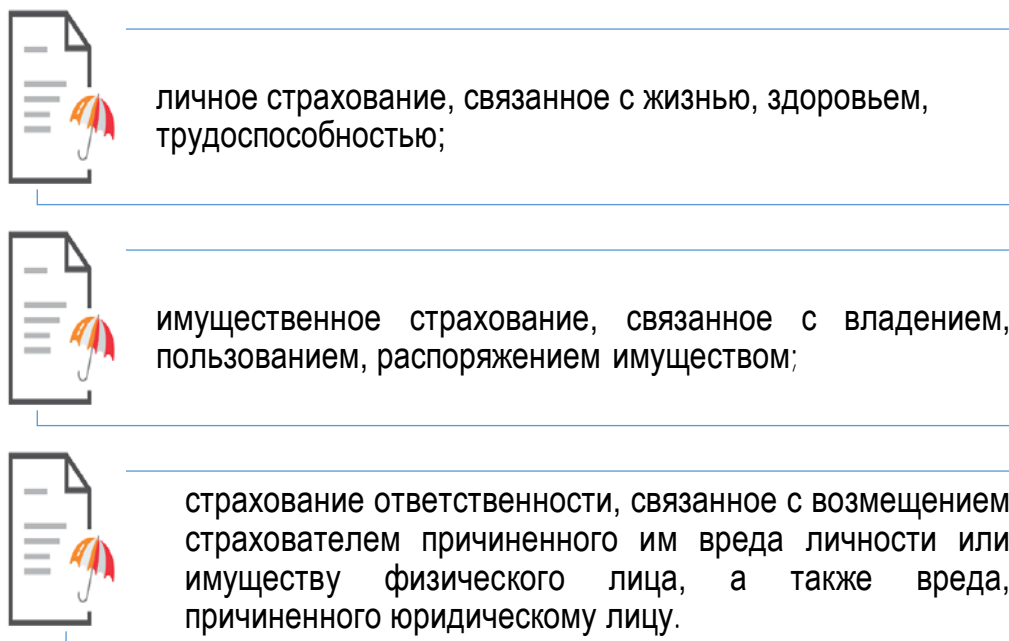 личное страхование, связанное с жизнью, здоровьем,
трудоспособностью;
имущественное страхование, связанное с владением,
пользованием, распоряжением имуществом;
страхование ответственности, связанное с возмещением
страхователем причиненного им вреда личности или
имуществу физического лица, а также вреда,
причиненного юридическому лицу.